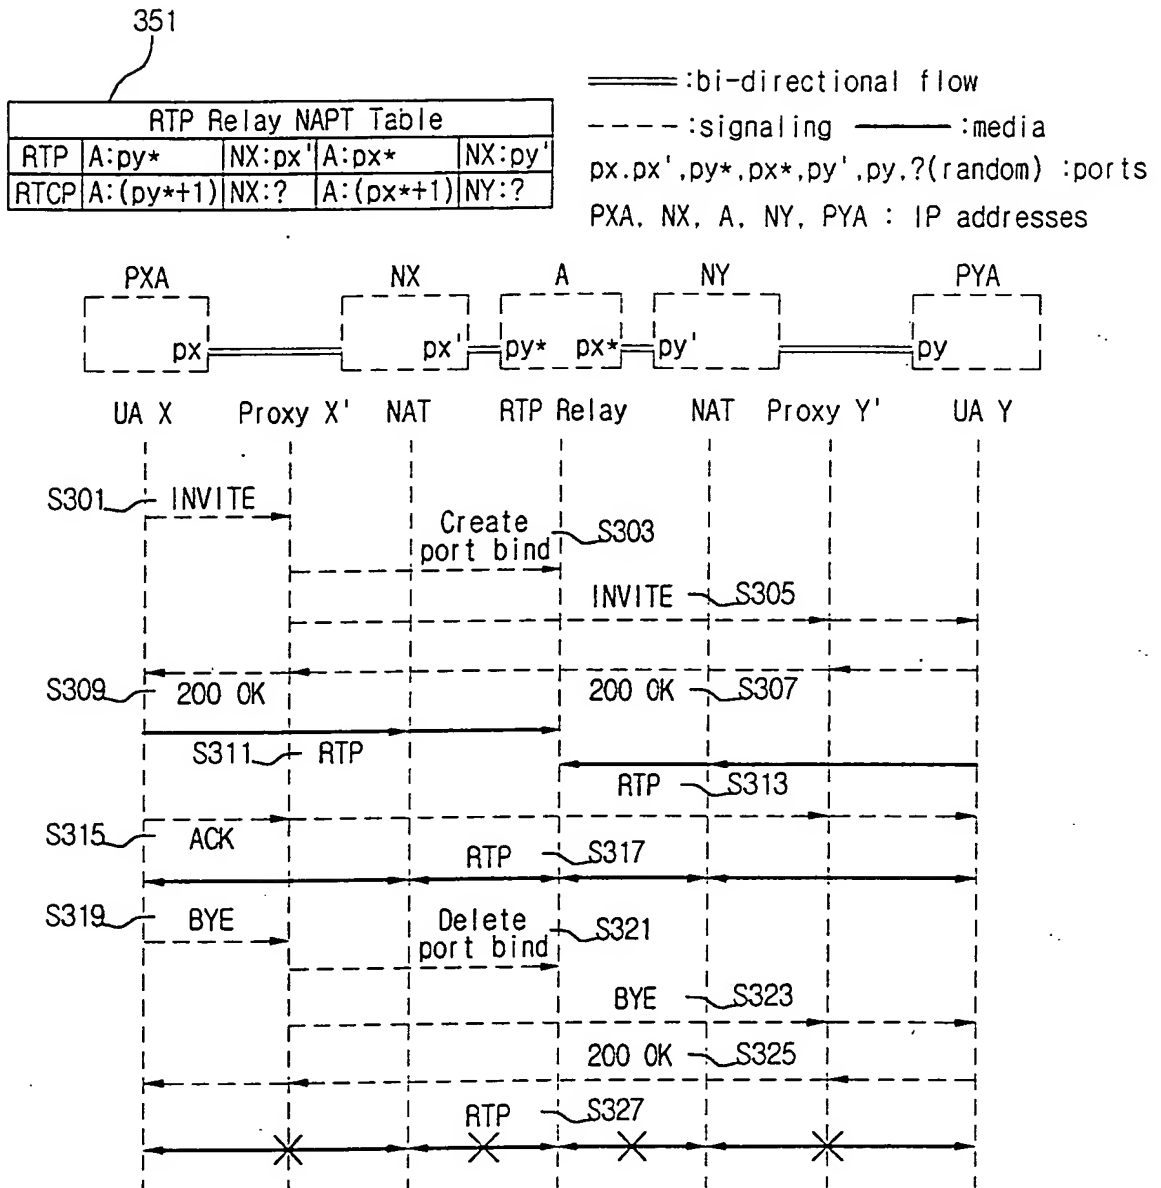 351
RTP Relay NAPT Table
RTP A:py* NX:px' A:px* NX:py'
RTCP A:(py*+1) NX:? A:(px*+1) NY:?
:bi-directional flow
:signaling :media
px.px',py*,px*,py',py,?(random) :ports
PXA, NX, A, NY, PYA : IP addresses
PXA NX A NY PYA
px px' py* px* py' py
UA X Proxy X' NAT RTP Relay NAT Proxy Y' UA Y
S301 INVITE
Create
port bind S303
INVITE S305
S309 200 OK 200 OK S307
S311 RTP
RTP S313
S315 ACK
RTP S317
S319 BYE
Delete
port bind S321
BYE S323
200 OK S325
RTP S327